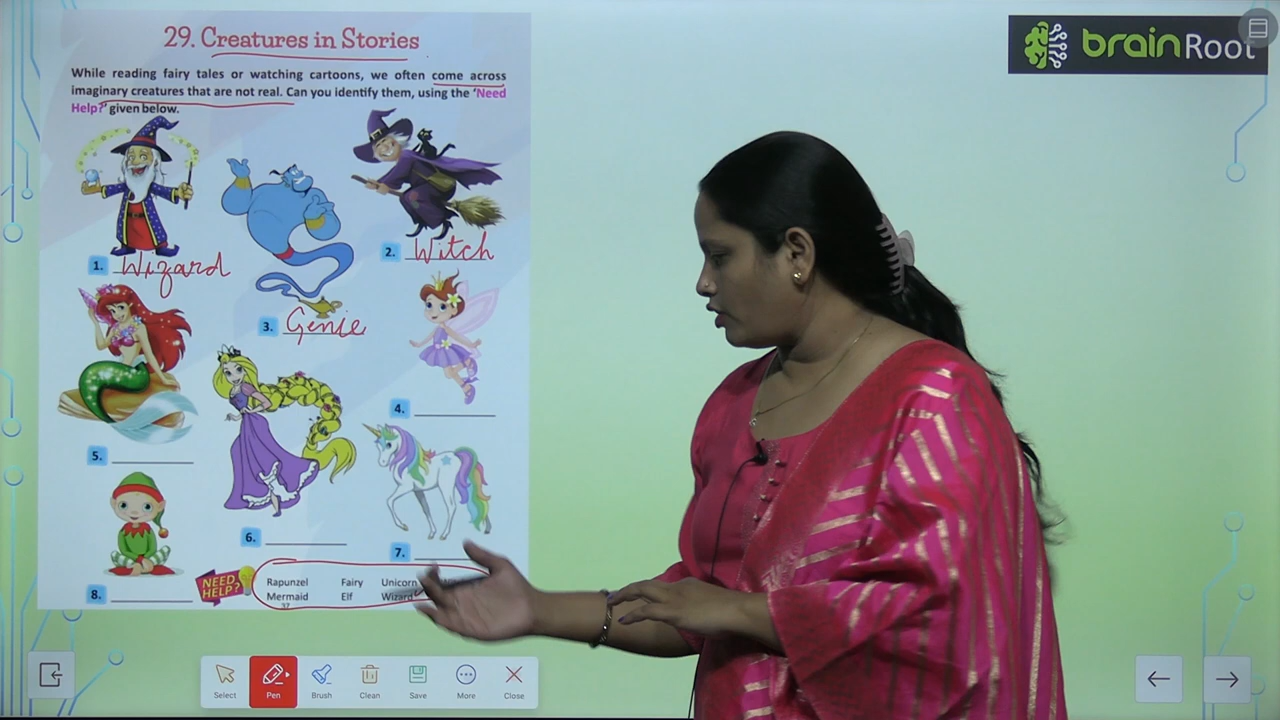 29. Creatures in Stories
brainRoot
While reading fairy tales or watching cartoons, we often come across
imaginary creatures that are not real. Can you identify them, using the 'Need
Help?' given below.
1. Wizard
2. Witch
3. Genie
4.
5.
6.
7.
8.
NEED HELP?
Rapunzel Fairy Unicorn
Mermaid Elf Wizard
37
Select Pen Brush Clean Save More Close